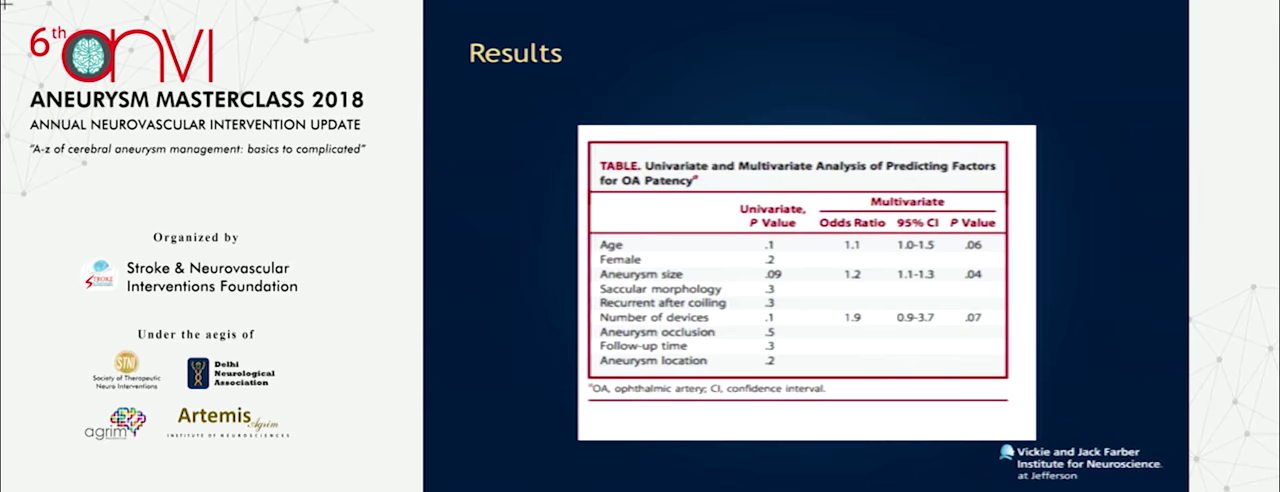 6th anvi
ANEURYSM MASTERCLASS 2018
ANNUAL NEUROVASCULAR INTERVENTION UPDATE
"A-z of cerebral aneurysm management: basics to complicated"
Organized by
STROKE
Stroke & Neurovascular
Interventions Foundation
Under the aegis of
STNI
Society of Therapeutic
Neuro Interventions
Delhi
Neurological
Association
agrim
Artemis Agrim
INSTITUTE OF NEUROSCIENCES
Results
TABLE. Univariate and Multivariate Analysis of Predicting Factors
for OA Patencya
Multivariate
Univariate,
P Value Odds Ratio 95% CI P Value
Age .1 1.1 1.0-1.5 .06
Female .2
Aneurysm size .09 1.2 1.1-1.3 .04
Saccular morphology .3
Recurrent after coiling .3
Number of devices .1 1.9 0.9-3.7 .07
Aneurysm occlusion .5
Follow-up time .3
Aneurysm location .2
aOA, ophthalmic artery; CI, confidence interval.
Vickie and Jack Farber
Institute for Neuroscience.
at Jefferson